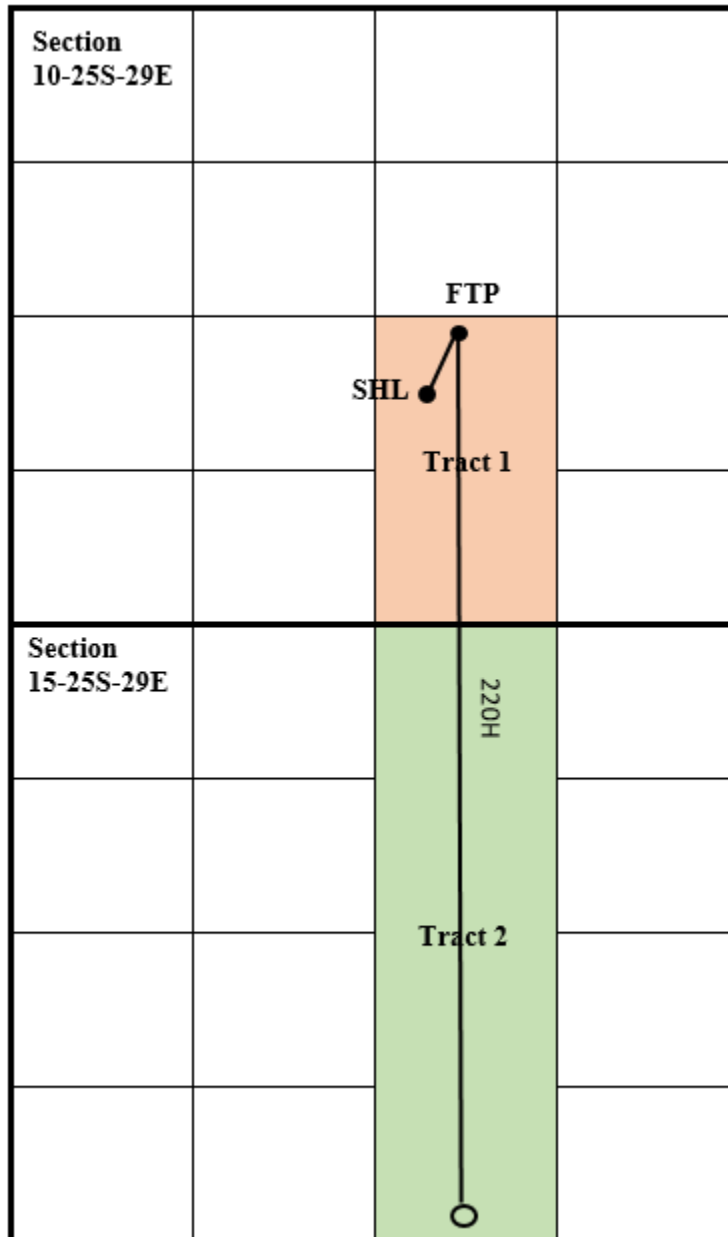 Section
10-25S-29E
FTP
SHL
Tract 1
Section
15-25S-29E
220H
Tract 2